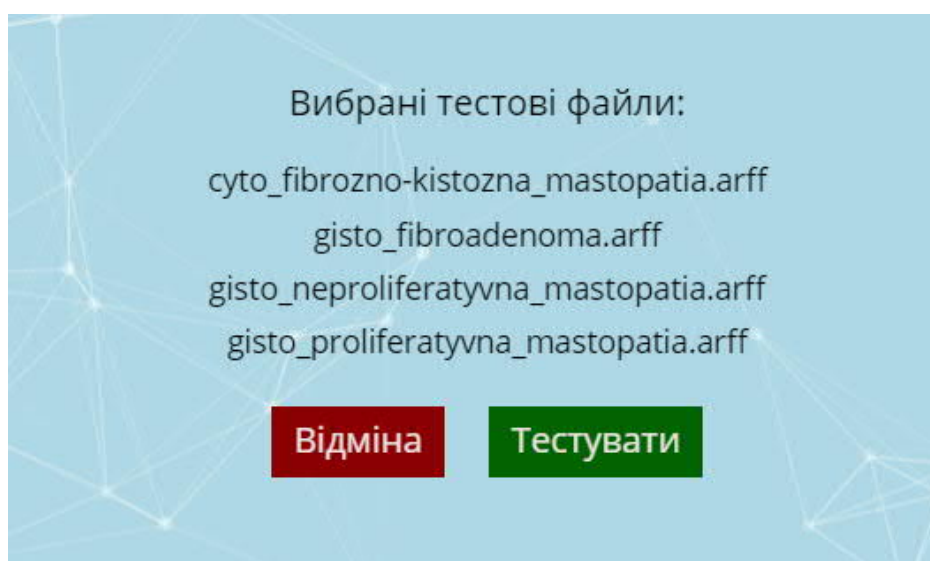 Вибрані тестові файли:
cyto_fibrozno-kistozna_mastopatia.arff
gisto_fibroadenoma.arff
gisto_neproliferatyvna_mastopatia.arff
gisto_proliferatyvna_mastopatia.arff
Відміна Тестувати